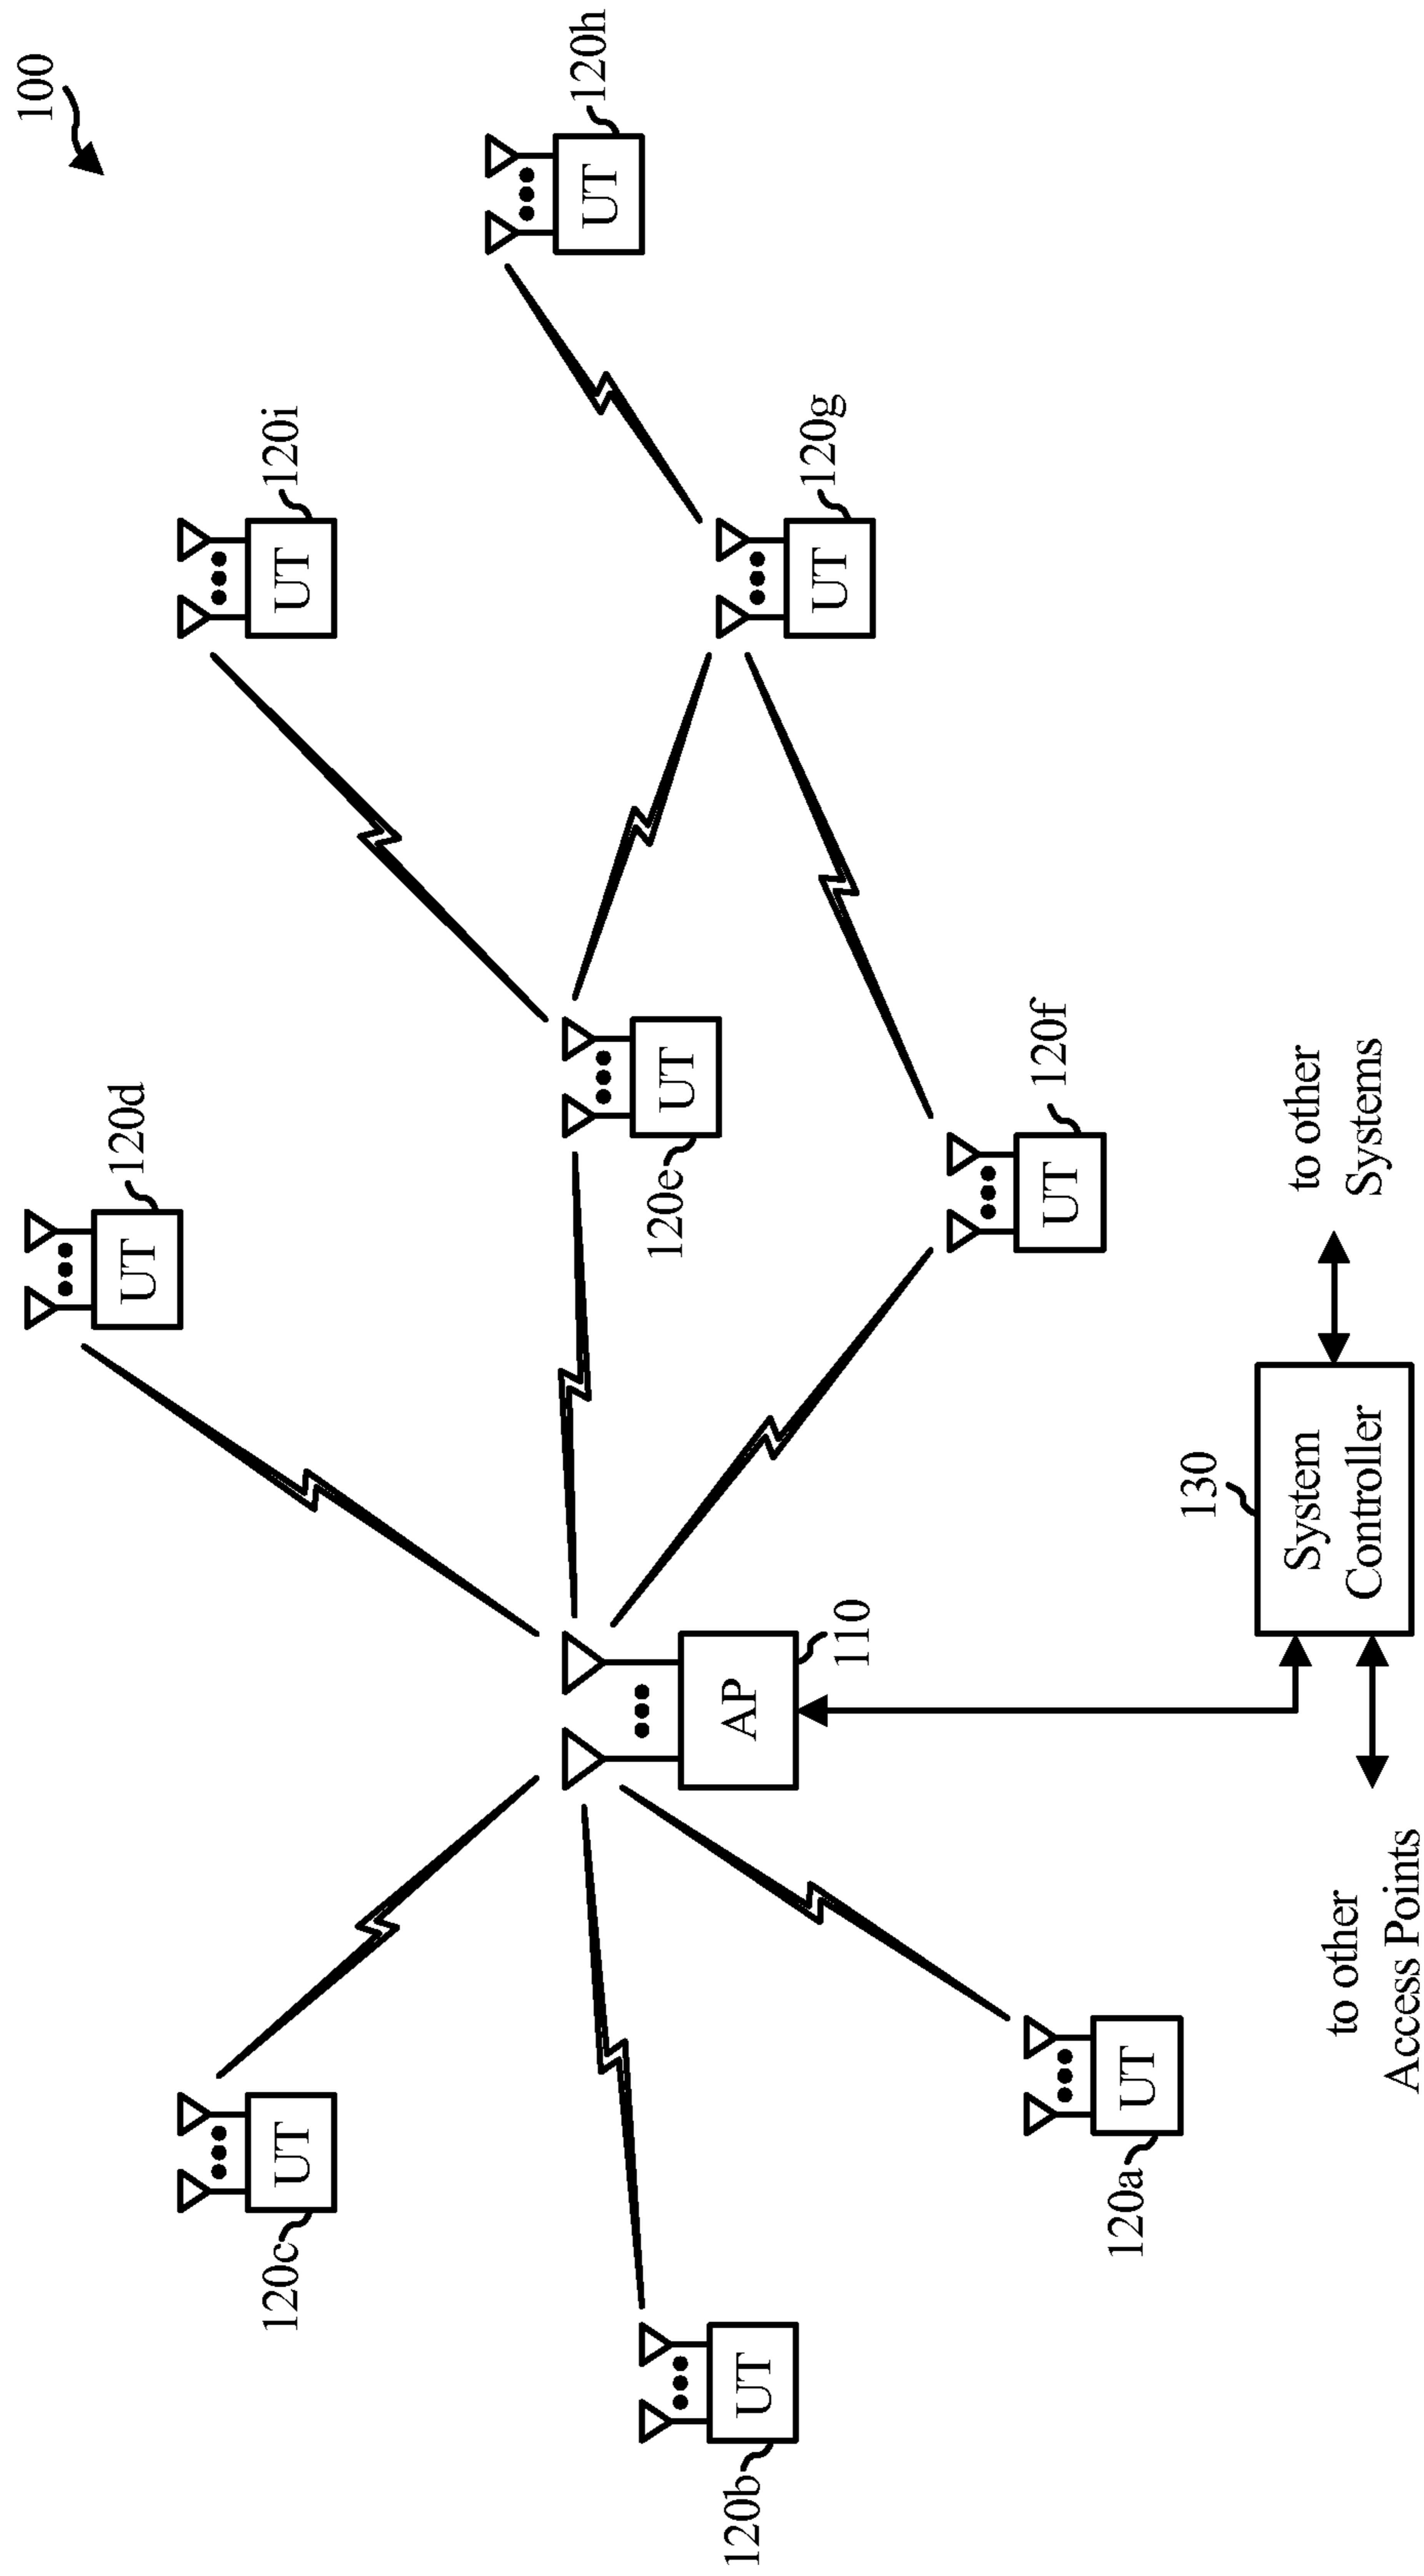 100
120d
UT
120c
UT
120i
UT
120h
UT
120e
UT
120b
UT
AP
110
120g
UT
120f
UT
120a
UT
130
System
Controller
to other
Access Points
to other
Systems